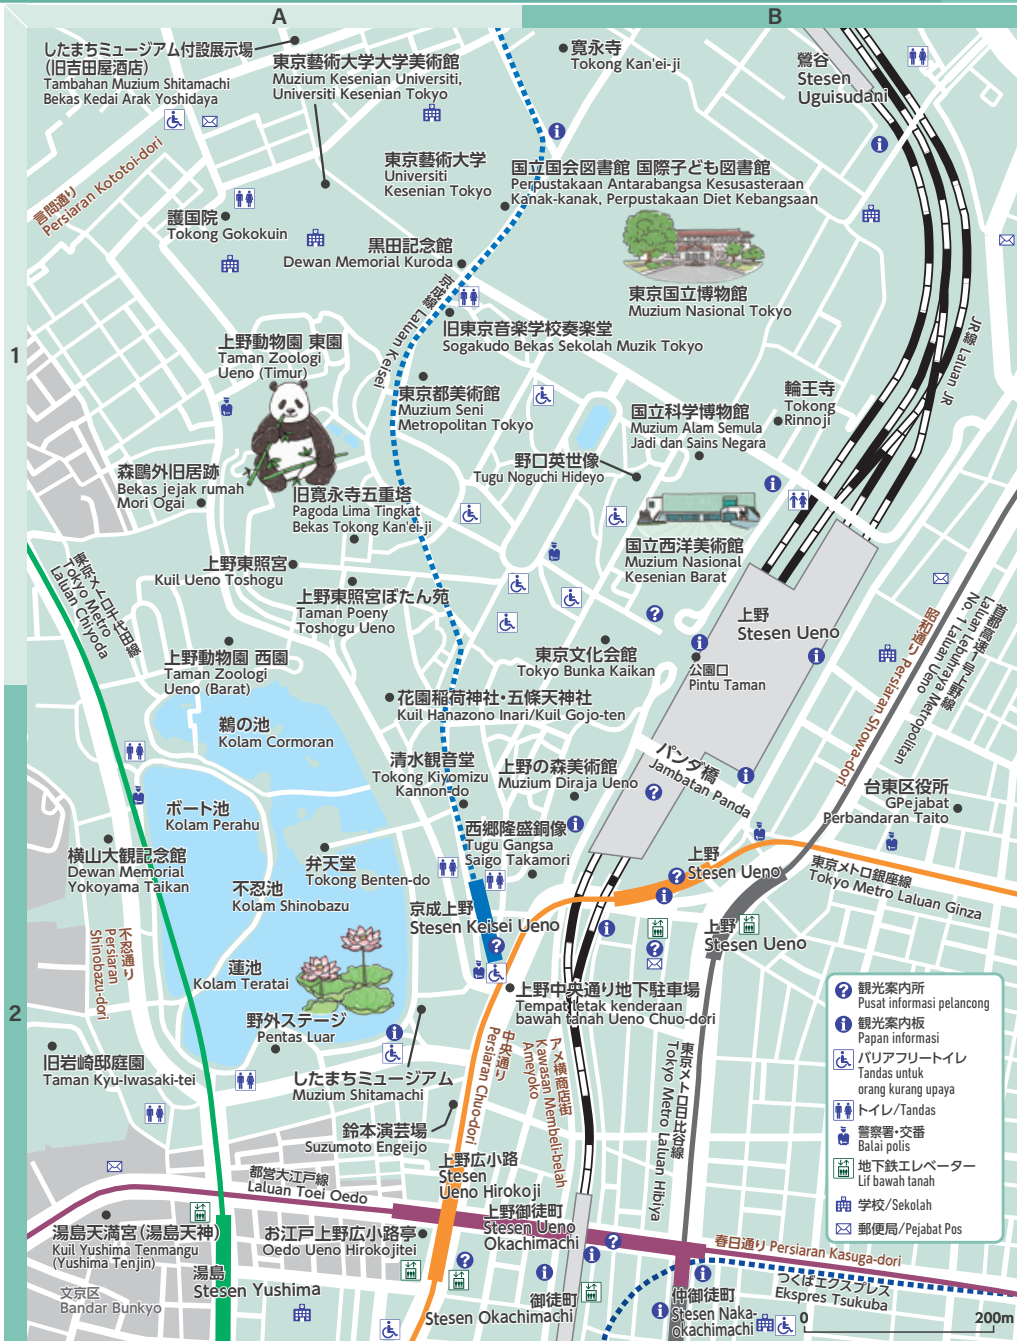 A
B
したまちミュージアム付設展示場
(旧吉田屋酒店)
Tambahan Muzium Shitamachi
Bekas Kedai Arak Yoshidaya
東京藝術大学大学美術館
Muzium Kesenian Universiti,
Universiti Kesenian Tokyo
寛永寺
Tokong Kan'ei-ji
鶯谷
Stesen
Uguisudani
言問通り
Persiaran Kototoi-dori
東京藝術大学
Universiti
Kesenian Tokyo
国立国会図書館 国際子ども図書館
Perpustakaan Antarabangsa Kesusasteraan
Kanak-kanak, Perpustakaan Diet Kebangsaan
護国院
Tokong Gokokuin
黒田記念館
Dewan Memorial Kuroda
東京国立博物館
Muzium Nasional Tokyo
京成線 Laluan Keisei
旧東京音楽学校奏楽堂
Sogakudo Bekas Sekolah Muzik Tokyo
JR線 Laluan JR
1
上野動物園 東園
Taman Zoologi
Ueno (Timur)
東京都美術館
Muzium Seni
Metropolitan Tokyo
輪王寺
Tokong
Rinnoji
国立科学博物館
Muzium Alam Semula
Jadi dan Sains Negara
野口英世像
Tugu Noguchi Hideyo
森鷗外旧居跡
Bekas jejak rumah
Mori Ogai
旧寛永寺五重塔
Pagoda Lima Tingkat
Bekas Tokong Kan'ei-ji
国立西洋美術館
Muzium Nasional
Kesenian Barat
東京メトロ千代田線
Tokyo Metro
Laluan Chiyoda
上野東照宮
Kuil Ueno Toshogu
上野東照宮ぼたん苑
Taman Poeny
Toshogu Ueno
上野
Stesen Ueno
昭和通り Persiaran Showa-dori
首都高速1号上野線
Laluan Lebuhraya Metropolitan
No. 1 Laluan Ueno
上野動物園 西園
Taman Zoologi
Ueno (Barat)
東京文化会館
Tokyo Bunka Kaikan
公園口
Pintu Taman
花園稲荷神社・五條天神社
Kuil Hanazono Inari/Kuil Gojo-ten
鵜の池
Kolam Cormoran
清水観音堂
Tokong Kiyomizu
Kannon-do
上野の森美術館
Muzium Diraja Ueno
パンダ橋
Jambatan Panda
台東区役所
GPejabat
Perbandaran Taito
ボート池
Kolam Perahu
西郷隆盛銅像
Tugu Gangsa
Saigo Takamori
横山大観記念館
Dewan Memorial
Yokoyama Taikan
弁天堂
Tokong Benten-do
上野
Stesen Ueno
東京メトロ銀座線
Tokyo Metro Laluan Ginza
不忍池
Kolam Shinobazu
京成上野
Stesen Keisei Ueno
上野
Stesen Ueno
不忍通り
Persiaran
Shinobazu-dori
蓮池
Kolam Teratai
上野中央通り地下駐車場
Tempat letak kenderaan
bawah tanah Ueno Chuo-dori
2
野外ステージ
Pentas Luar
中央通り
Persiaran Chuo-dori
アメ横商店街
Kawasan Membeli-belah
Ameyoko
東京メトロ日比谷線
Tokyo Metro Laluan Hibiya
旧岩崎邸庭園
Taman Kyu-Iwasaki-tei
したまちミュージアム
Muzium Shitamachi
鈴本演芸場
Suzumoto Engeijo
上野広小路
Stesen
Ueno Hirokoji
都営大江戸線
Laluan Toei Oedo
湯島天満宮(湯島天神)
Kuil Yushima Tenmangu
(Yushima Tenjin)
お江戸上野広小路亭
Oedo Ueno Hirokojitei
上野御徒町
Stesen Ueno
Okachimachi
春日通り Persiaran Kasuga-dori
つくばエクスプレス
Ekspres Tsukuba
湯島
Stesen Yushima
文京区
Bandar Bunkyo
御徒町
Stesen Okachimachi
仲御徒町
Stesen Naka-
okachimachi
観光案内所
Pusat informasi pelancong
観光案内板
Papan informasi
バリアフリートイレ
Tandas untuk
orang kurang upaya
トイレ/Tandas
警察署・交番
Balai polis
地下鉄エレベーター
Lif bawah tanah
学校/Sekolah
郵便局/Pejabat Pos
0 200m